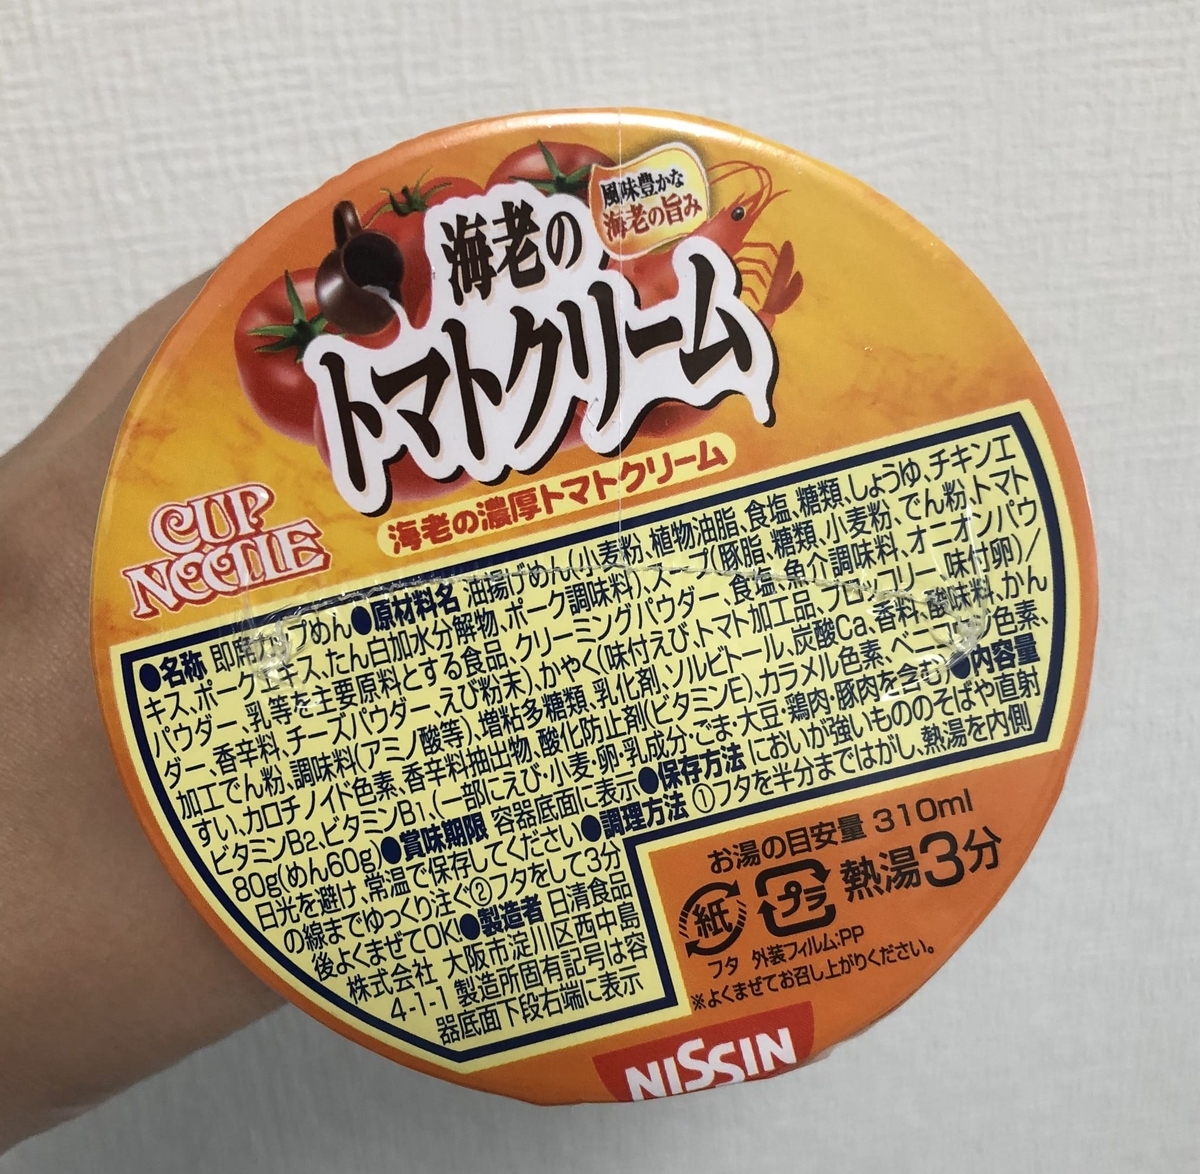 風味豊かな
海老の旨み
海老の
トマトクリーム
海老の濃厚トマトクリーム
CUP
NOODLE
●名称 即席カップめん●原材料名 油揚げめん(小麦粉、植物油脂、食塩、糖類、しょうゆ、チキンエ
キス、ポークエキス、たん白加水分解物、ポーク調味料)、スープ(豚脂、糖類、小麦粉、でん粉、トマト
パウダー、乳等を主要原料とする食品、クリーミングパウダー、食塩、魚介調味料、オニオンパウ
ダー、香辛料、チーズパウダー、えび粉末)、かやく(味付えび、トマト加工品、ブロッコリー、味付卵)/
加工でん粉、調味料(アミノ酸等)、増粘多糖類、乳化剤、ソルビトール、炭酸Ca、香料、酸味料、かん
すい、カロチノイド色素、香辛料抽出物、酸化防止剤(ビタミンE)、カラメル色素、ベニコウジ色素、
ビタミンB2、ビタミンB1、(一部にえび・小麦・卵・乳成分・ごま・大豆・鶏肉・豚肉を含む)●内容量
80g(めん60g)●賞味期限 容器底面に表示●保存方法 においが強いもののそばや直射
日光を避け、常温で保存してください●調理方法 ①フタを半分まではがし、熱湯を内側
の線までゆっくり注ぐ②フタをして3分
後よくまぜてOK!●製造者 日清食品
株式会社 大阪市淀川区西中島
4-1-1 製造所固有記号は容
器底面下段右端に表示
お湯の目安量 310ml
紙 プラ 熱湯3分
フタ 外装フィルム:PP
※よくまぜてお召し上がりください。
NISSIN